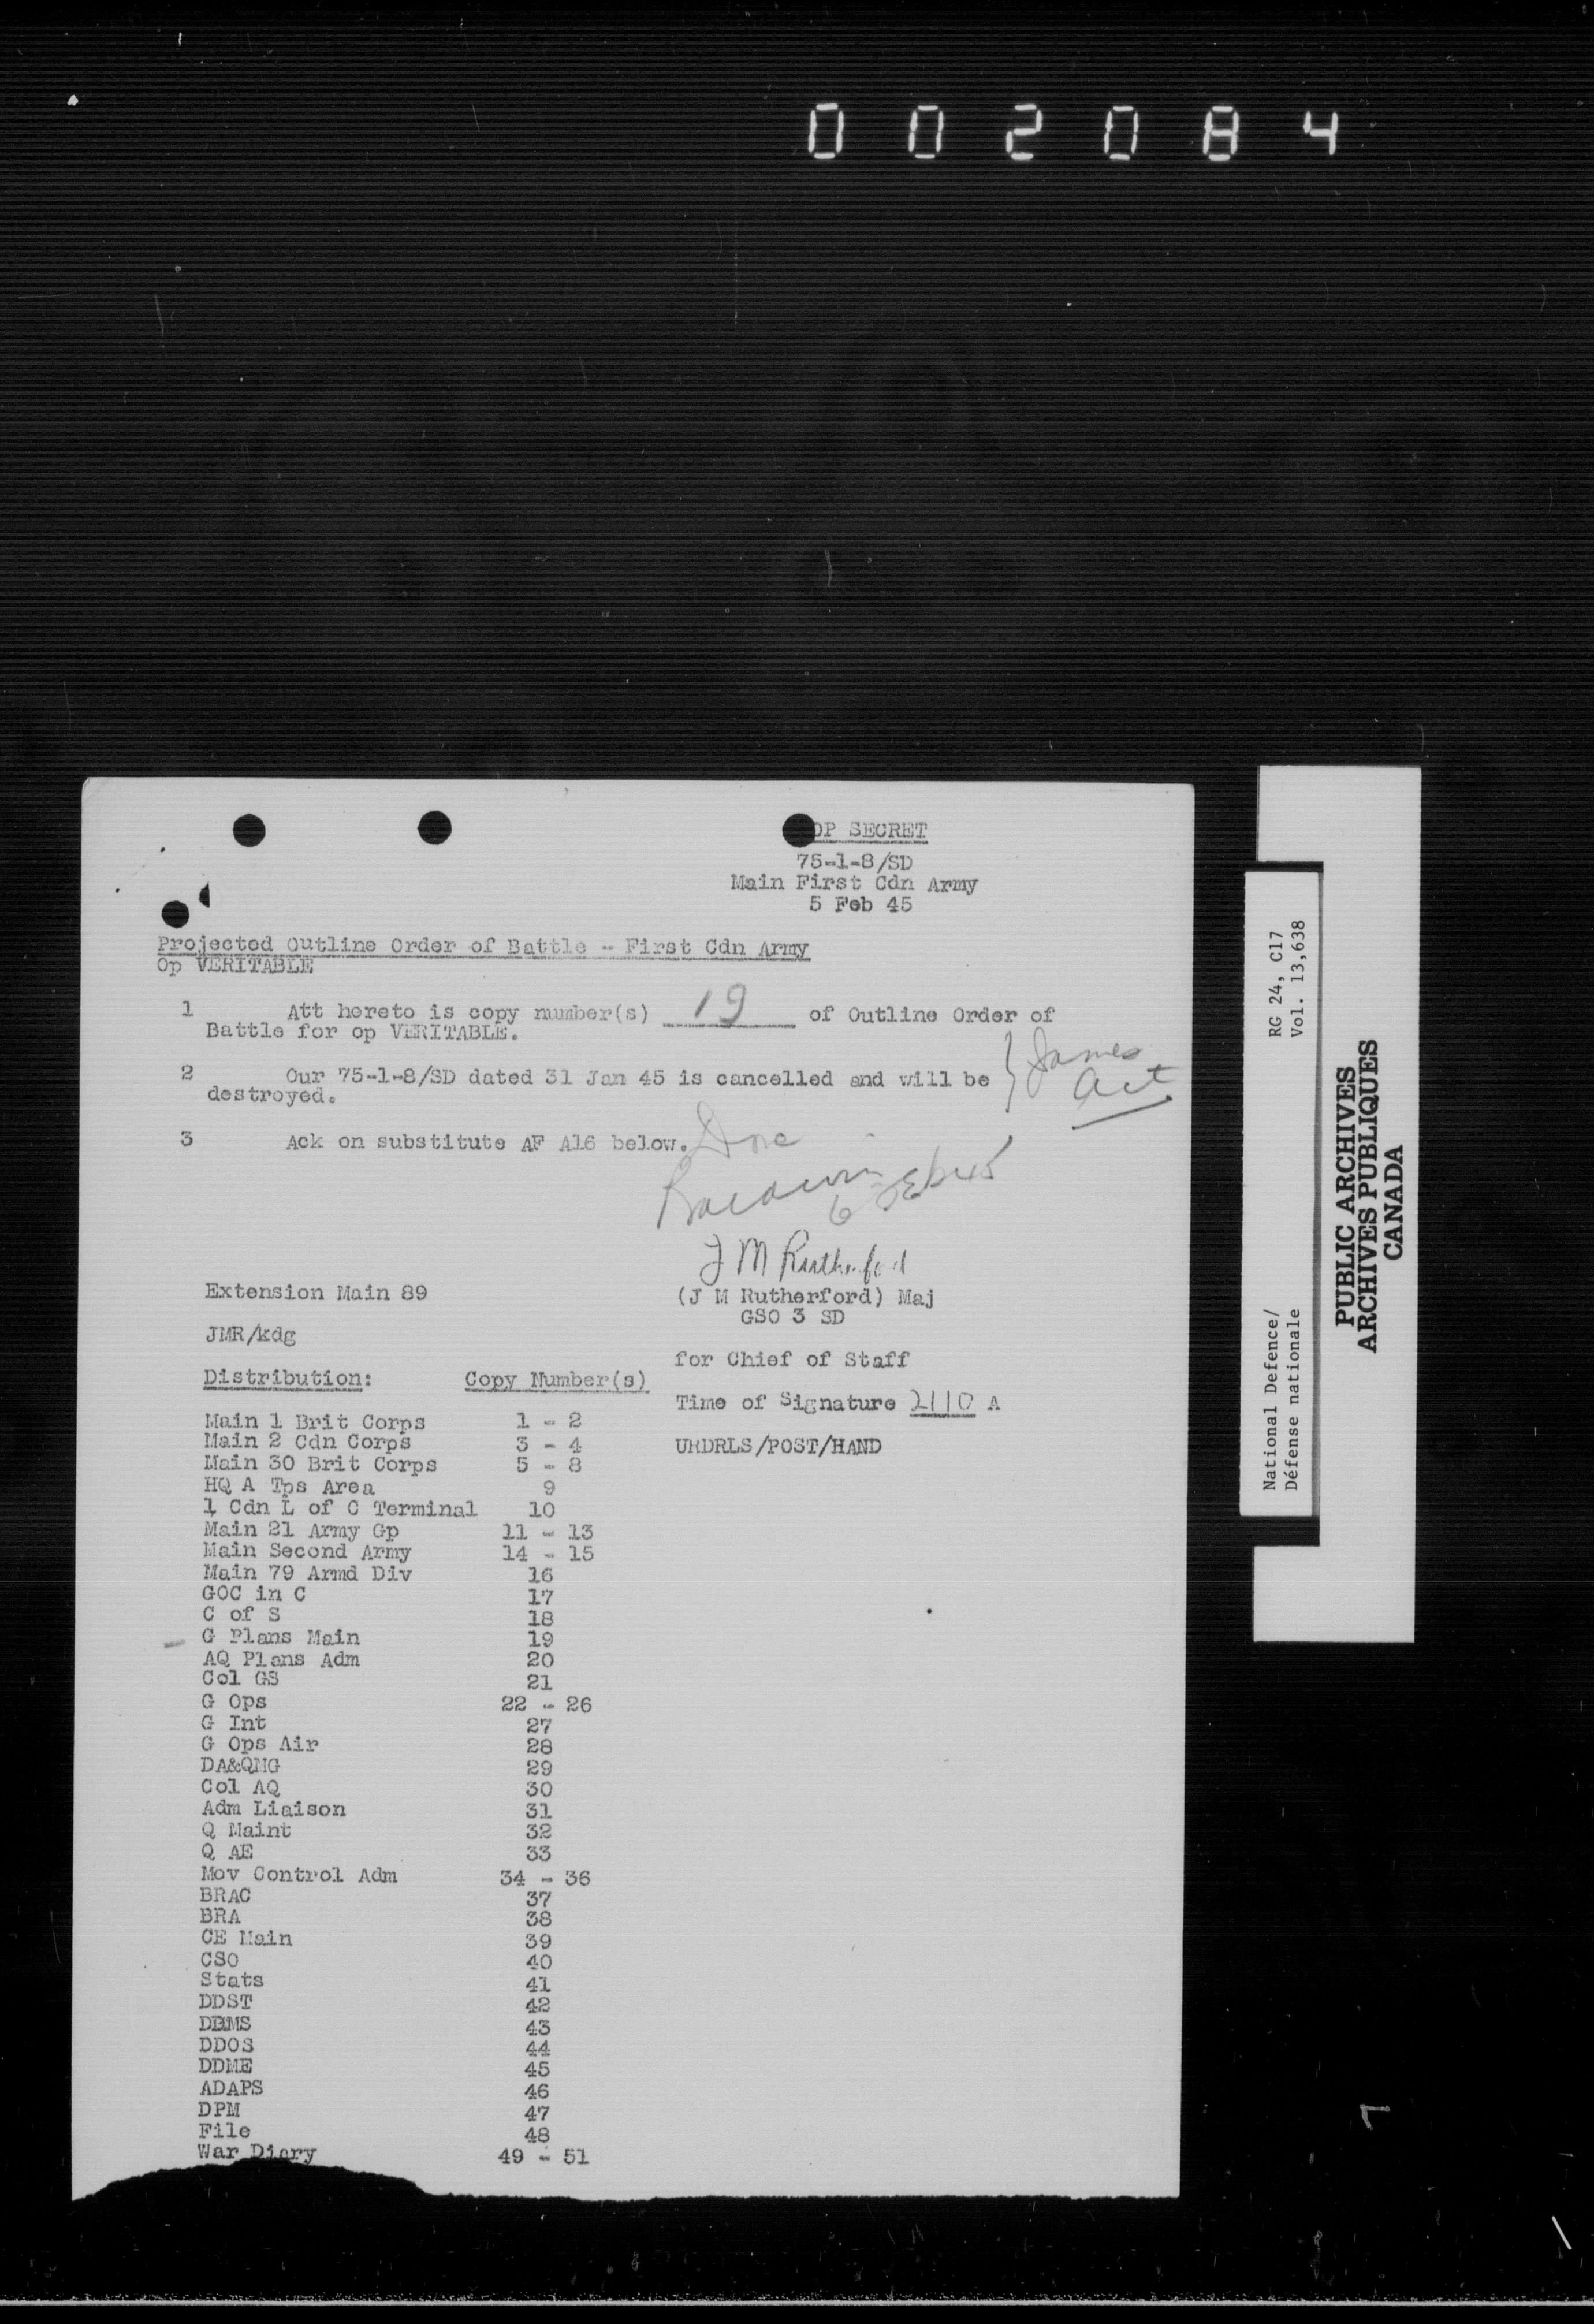 002084
OP SECRET
75-1-8/SD
Main First Cdn Army
5 Feb 45
Projected Outline Order of Battle - First Cdn Army
Op VERITABLE
1 Att hereto is copy number(s) 19 of Outline Order of
Battle for op VERITABLE.
2 Our 75-1-8/SD dated 31 Jan 45 is cancelled and will be } James
destroyed. act
3 Ack on substitute AF A16 below. Done
6 Feb 45
J M Rutherford
Extension Main 89 (J M Rutherford) Maj
GSO 3 SD
JMR/kdg
for Chief of Staff
Distribution: Copy Number(s)
Time of Signature 2110 A
Main 1 Brit Corps 1 - 2
Main 2 Cdn Corps 3 - 4 URDRLS/POST/HAND
Main 30 Brit Corps 5 - 8
HQ A Tps Area 9
1 Cdn L of C Terminal 10
Main 21 Army Gp 11 - 13
Main Second Army 14 - 15
Main 79 Armd Div 16
GOC in C 17
C of S 18
G Plans Main 19
AQ Plans Adm 20
Col GS 21
G Ops 22 - 26
G Int 27
G Ops Air 28
DA&QMG 29
Col AQ 30
Adm Liaison 31
Q Maint 32
Q AE 33
Mov Control Adm 34 - 36
BRAC 37
BRA 38
CE Main 39
CSO 40
Stats 41
DDST 42
DDMS 43
DDOS 44
DDME 45
ADAPS 46
DPM 47
File 48
War Diary 49 - 51
National Defence/ RG 24, C17
Défense nationale Vol. 13,638
PUBLIC ARCHIVES
ARCHIVES PUBLIQUES
CANADA